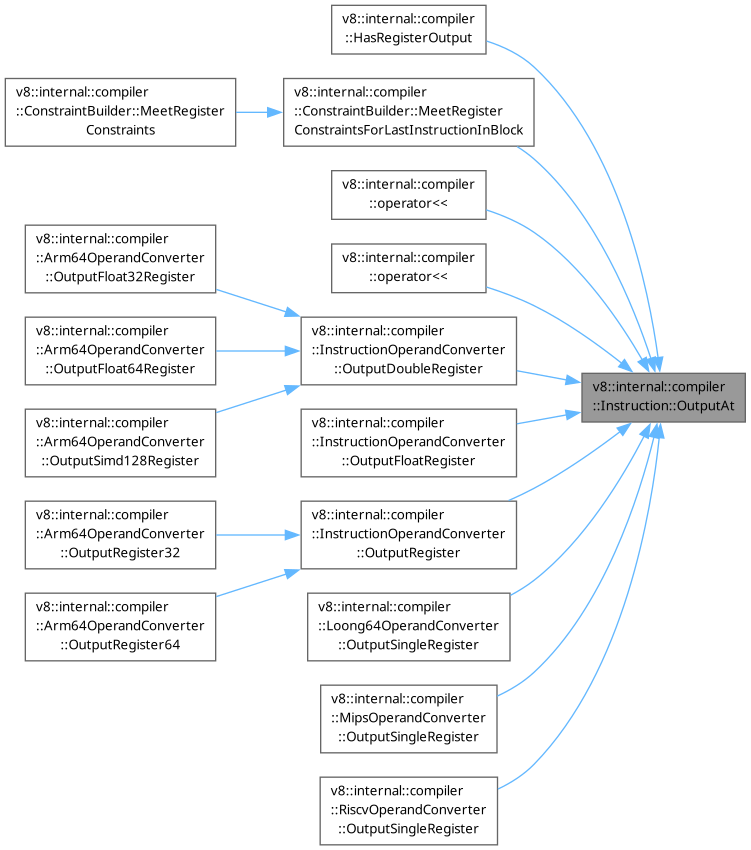 v8::internal::compiler
::HasRegisterOutput
v8::internal::compiler
::ConstraintBuilder::MeetRegister
Constraints
v8::internal::compiler
::ConstraintBuilder::MeetRegister
ConstraintsForLastInstructionInBlock
v8::internal::compiler
::operator<<
v8::internal::compiler
::operator<<
v8::internal::compiler
::Arm64OperandConverter
::OutputFloat32Register
v8::internal::compiler
::Arm64OperandConverter
::OutputFloat64Register
v8::internal::compiler
::InstructionOperandConverter
::OutputDoubleRegister
v8::internal::compiler
::Instruction::OutputAt
v8::internal::compiler
::Arm64OperandConverter
::OutputSimd128Register
v8::internal::compiler
::InstructionOperandConverter
::OutputFloatRegister
v8::internal::compiler
::Arm64OperandConverter
::OutputRegister32
v8::internal::compiler
::InstructionOperandConverter
::OutputRegister
v8::internal::compiler
::Arm64OperandConverter
::OutputRegister64
v8::internal::compiler
::Loong64OperandConverter
::OutputSingleRegister
v8::internal::compiler
::MipsOperandConverter
::OutputSingleRegister
v8::internal::compiler
::RiscvOperandConverter
::OutputSingleRegister